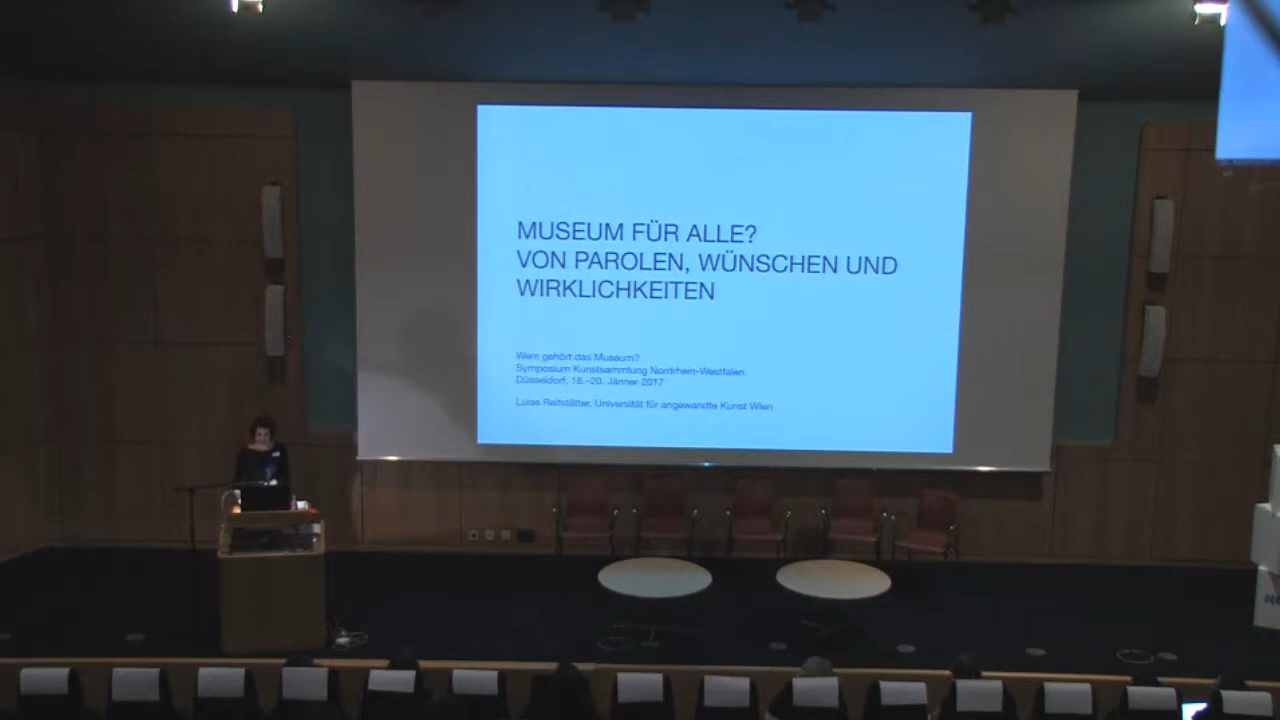 MUSEUM FÜR ALLE?
VON PAROLEN, WÜNSCHEN UND
WIRKLICHKEITEN
Wem gehört das Museum?
Symposium Kunstsammlung Nordrhein-Westfalen
Düsseldorf, 18.–20. Jänner 2017
Luise Reitstätter, Universität für angewandte Kunst Wien